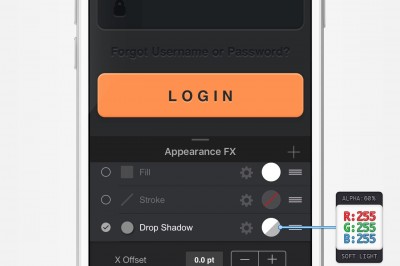 Forgot Username or Password?
LOGIN
Appearance FX
Fill
Stroke
Drop Shadow
X Offset
0.0 pt
ALPHA:60%
R:255
G:255
B:255
SOFT LIGHT